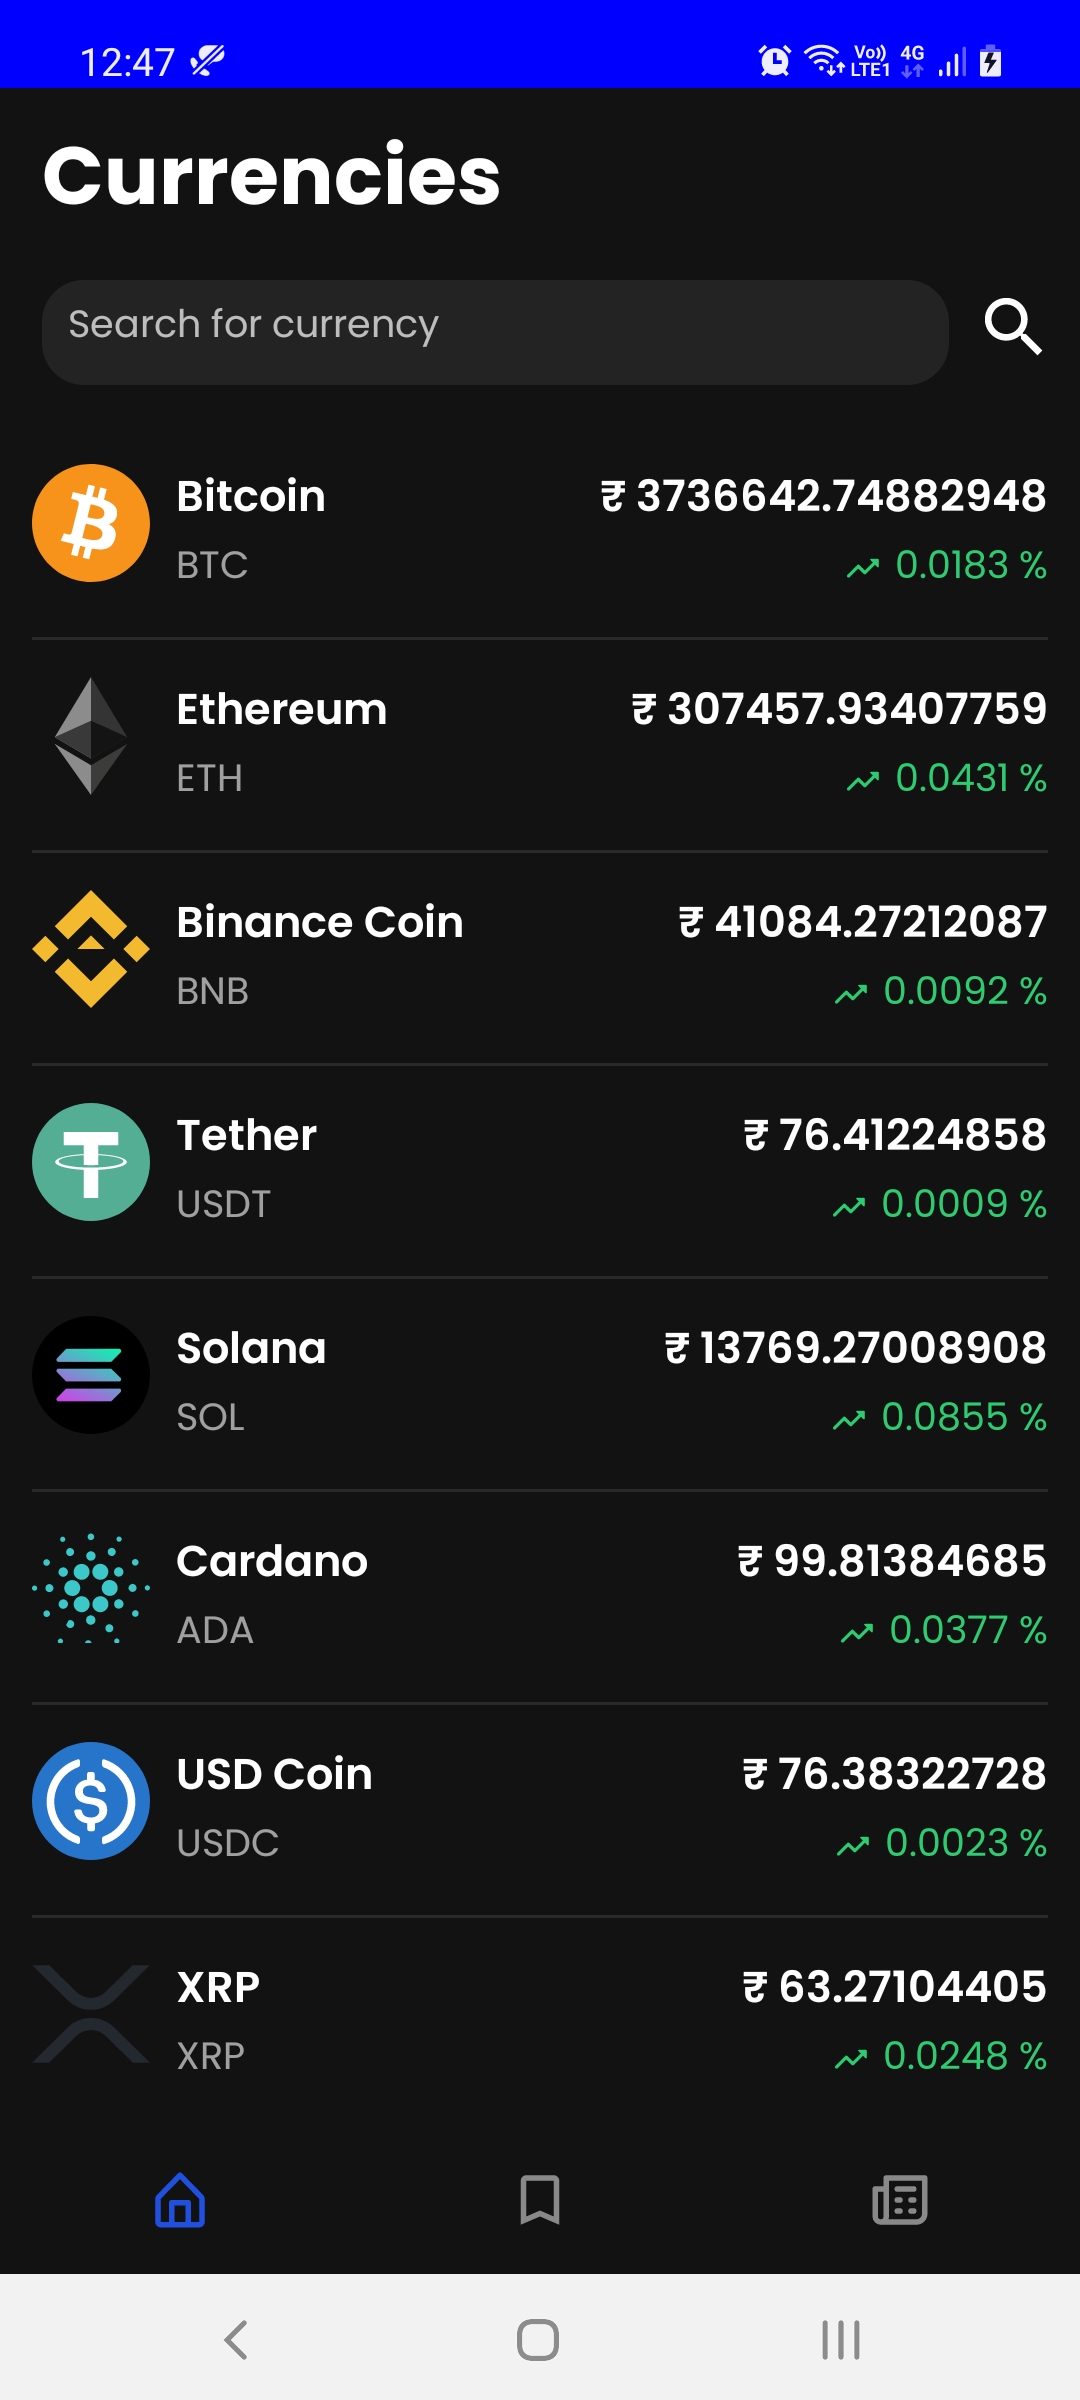 12:47
Vo)) LTE1 4G
Currencies
Search for currency
Bitcoin ₹ 3736642.74882948
BTC 0.0183 %
Ethereum ₹ 307457.93407759
ETH 0.0431 %
Binance Coin ₹ 41084.27212087
BNB 0.0092 %
Tether ₹ 76.41224858
USDT 0.0009 %
Solana ₹ 13769.27008908
SOL 0.0855 %
Cardano ₹ 99.81384685
ADA 0.0377 %
USD Coin ₹ 76.38322728
USDC 0.0023 %
XRP ₹ 63.27104405
XRP 0.0248 %